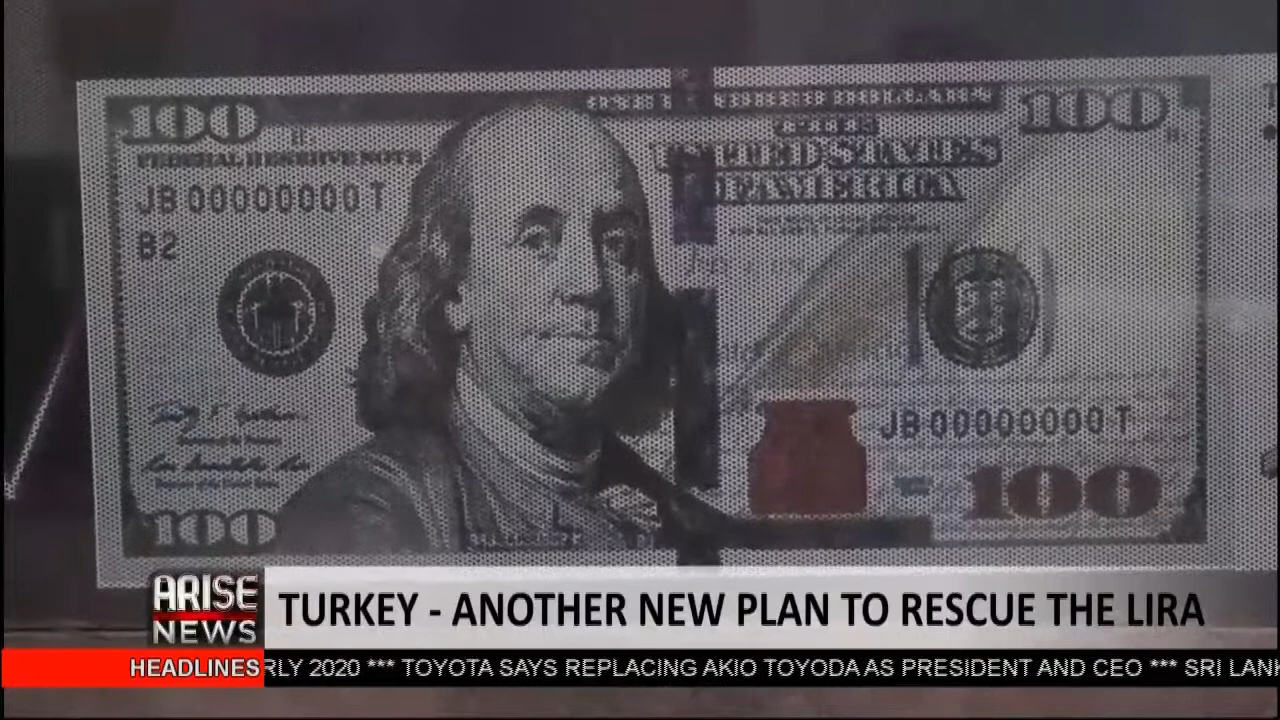 100
100
FEDERAL RESERVE NOTE
THE
UNITED STATES
OF AMERICA
JB 00000000 T
B2
JB 00000000 T
100
100
ARISE
NEWS
TURKEY - ANOTHER NEW PLAN TO RESCUE THE LIRA
HEADLINES
RLY 2020 *** TOYOTA SAYS REPLACING AKIO TOYODA AS PRESIDENT AND CEO *** SRI LANK